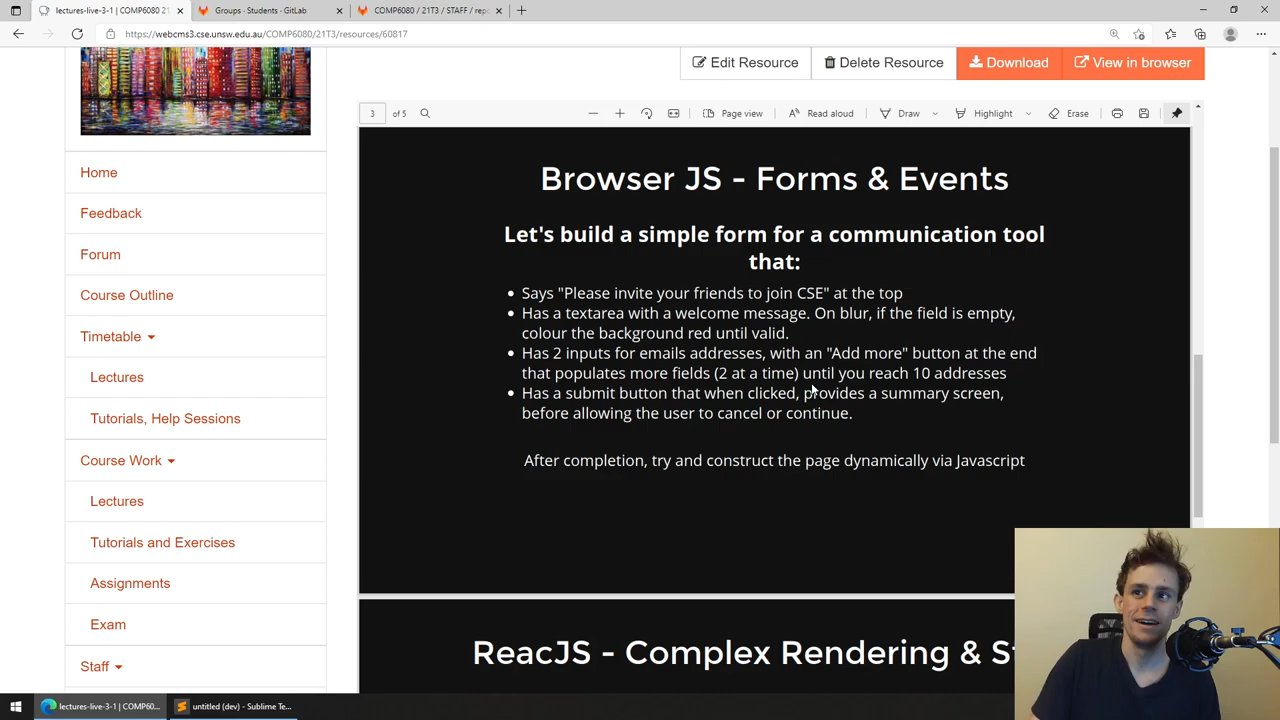 lectures-live-3-1 | COMP6080 21
Groups · Students · GitLab
COMP6080 / 21T3 / STAFF / repo
https://webcms3.cse.unsw.edu.au/COMP6080/21T3/resources/60817
Edit Resource
Delete Resource
Download
View in browser
3
of 5
Page view
Read aloud
Draw
Highlight
Erase
Home
Feedback
Forum
Course Outline
Timetable
Lectures
Tutorials, Help Sessions
Course Work
Lectures
Tutorials and Exercises
Assignments
Exam
Staff
Browser JS - Forms & Events
Let's build a simple form for a communication tool
that:
Says "Please invite your friends to join CSE" at the top
Has a textarea with a welcome message. On blur, if the field is empty,
colour the background red until valid.
Has 2 inputs for emails addresses, with an "Add more" button at the end
that populates more fields (2 at a time) until you reach 10 addresses
Has a submit button that when clicked, provides a summary screen,
before allowing the user to cancel or continue.
After completion, try and construct the page dynamically via Javascript
ReacJS - Complex Rendering & St
lectures-live-3-1 | COMP60...
untitled (dev) - Sublime Te...